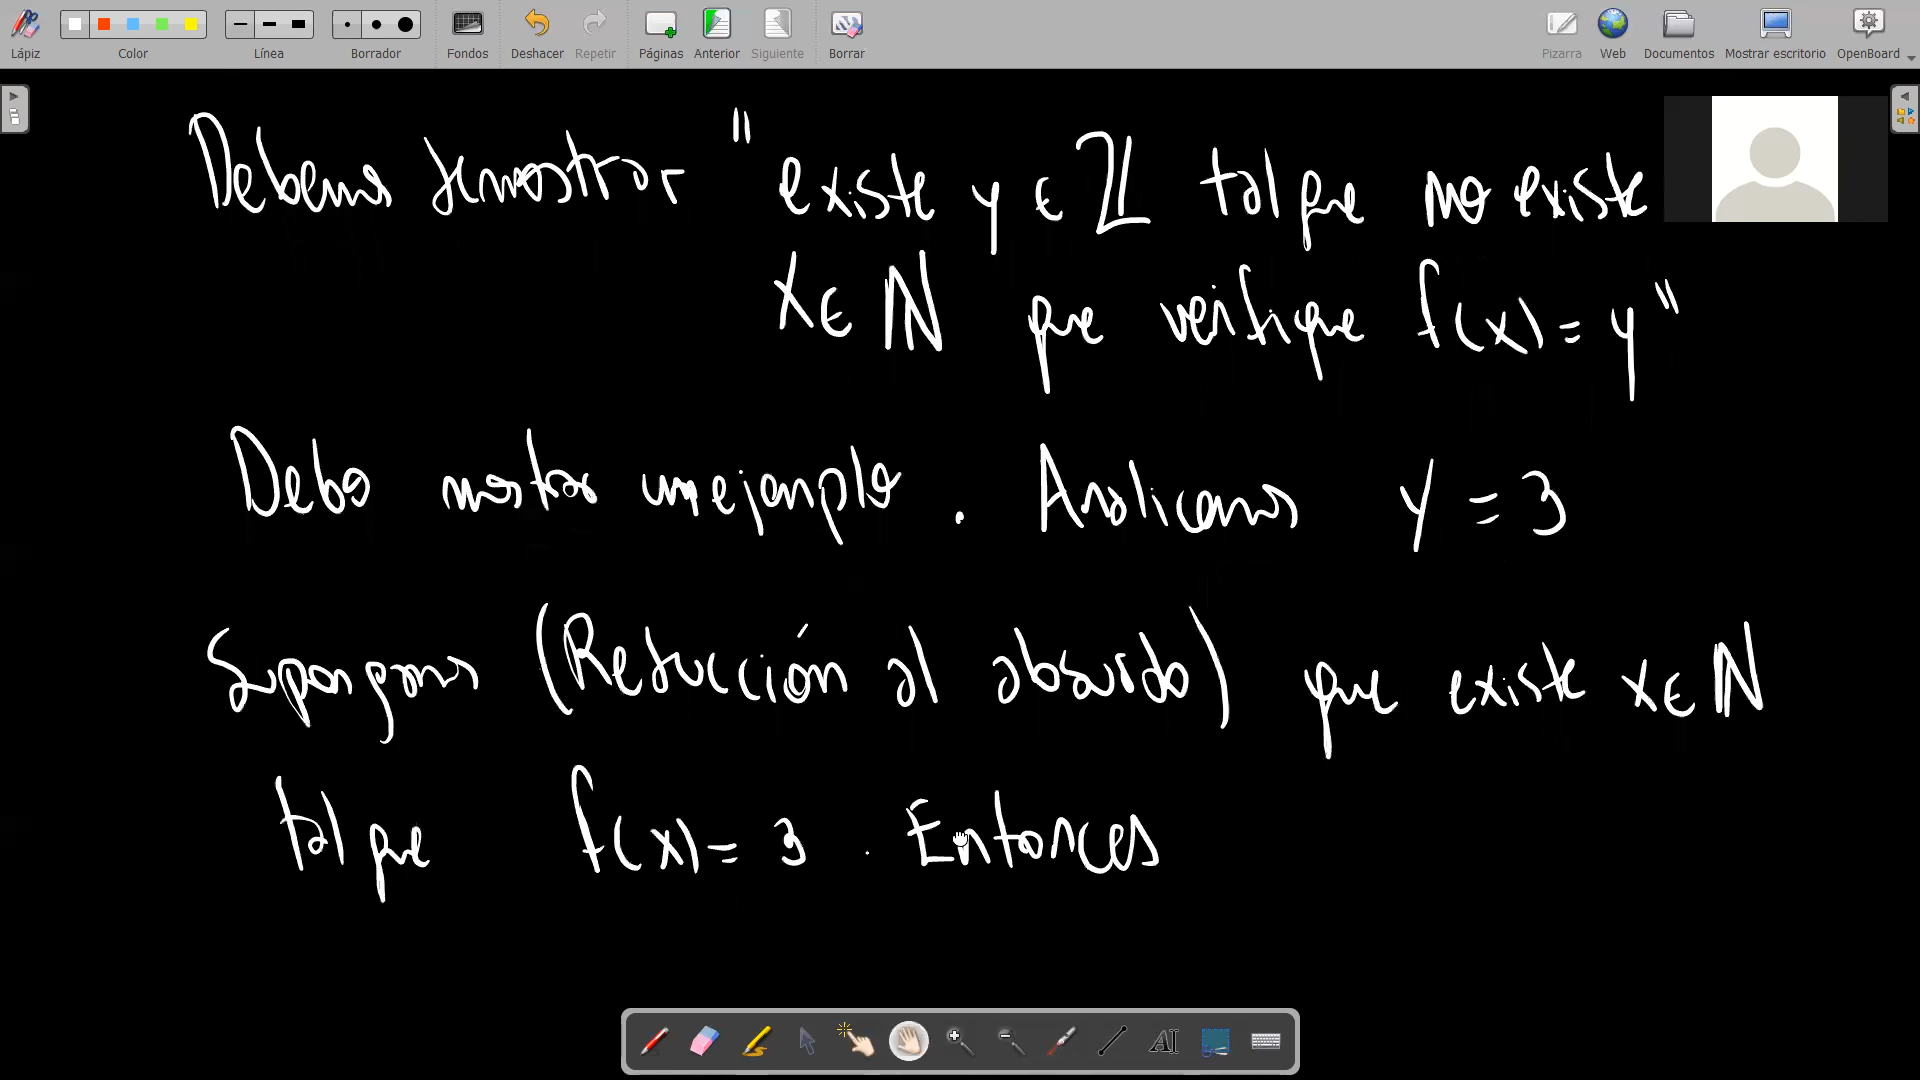 Lápiz Color Línea Borrador Fondos Deshacer Repetir Páginas Anterior Siguiente Borrar Pizarra Web Documentos Mostrar escritorio OpenBoard
Debemos demostrar "existe y ∈ ℤ tal que no existe
x ∈ ℕ que verifique f(x) = y"
Debo mostrar un ejemplo. Analicemos y = 3
Supongamos (Reducción al absurdo) que existe x ∈ ℕ
tal que f(x) = 3. Entonces
AI